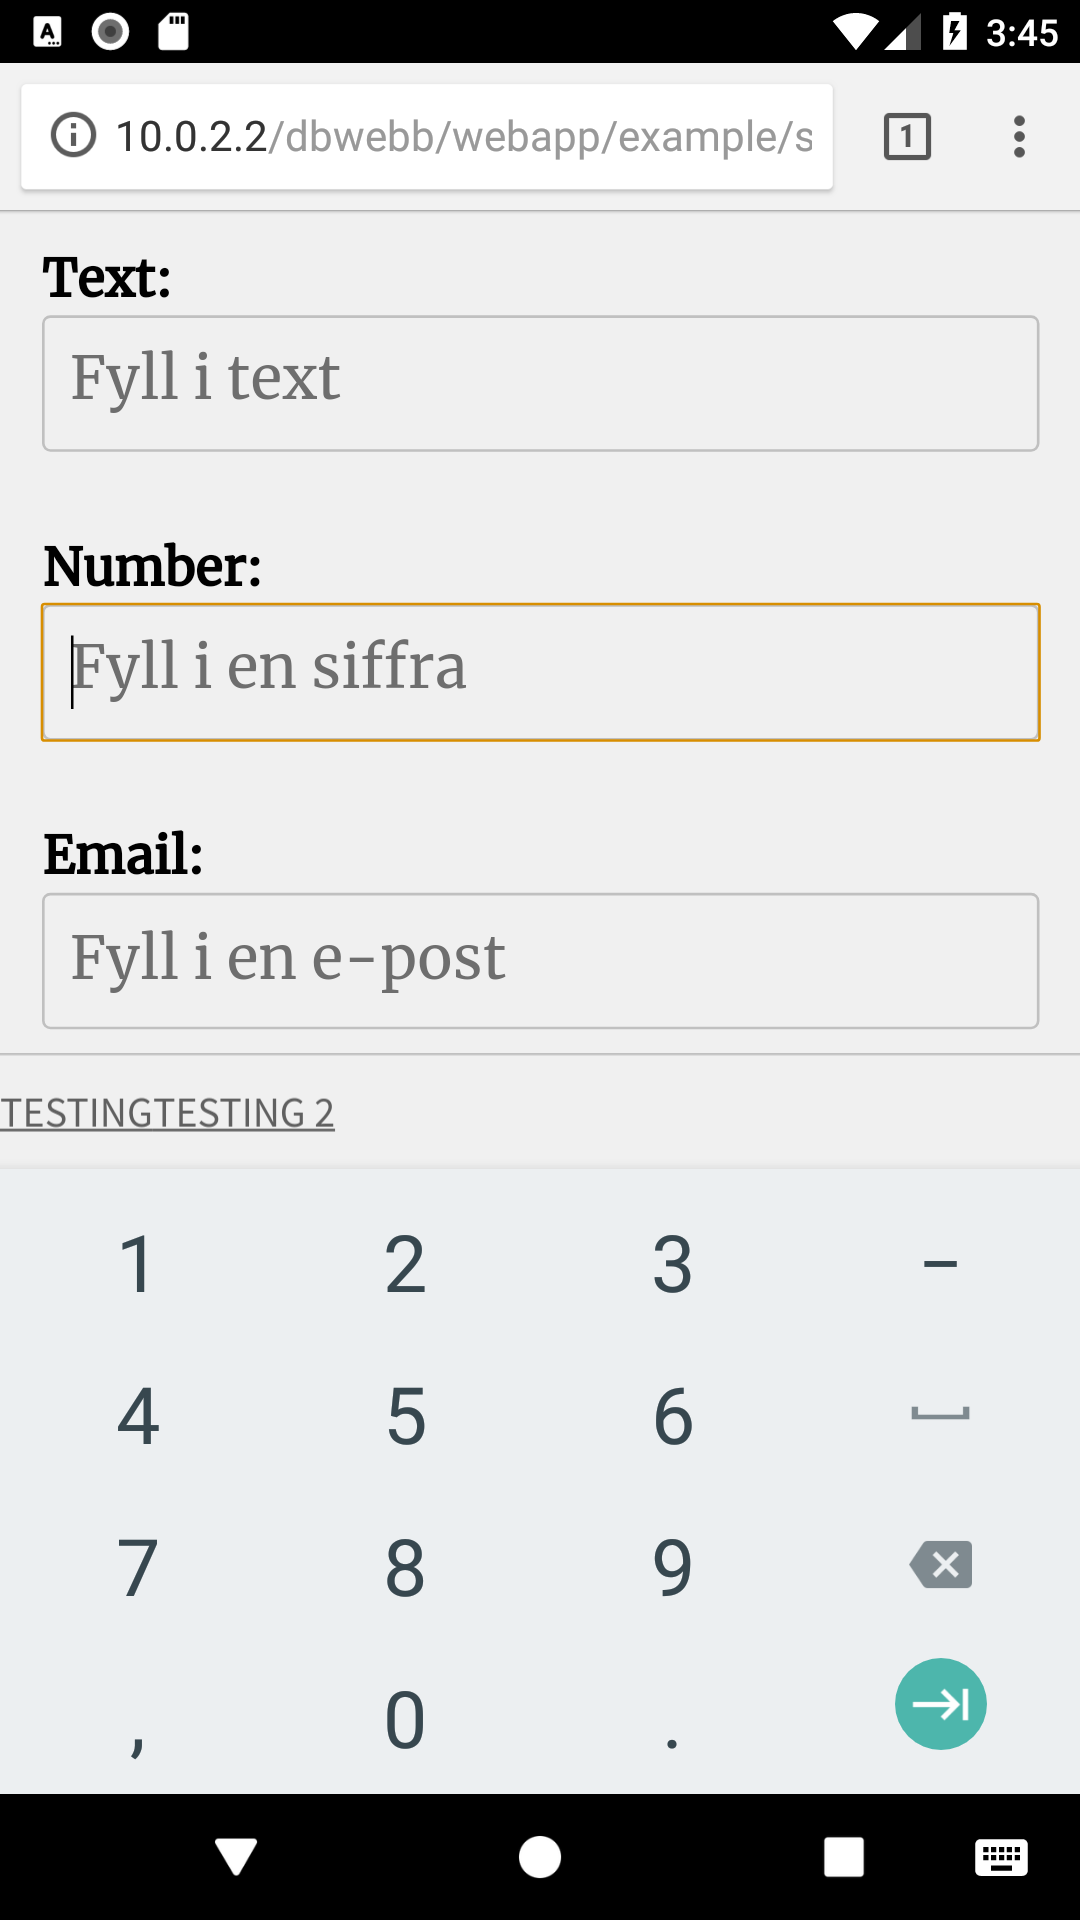 3:45
10.0.2.2/dbwebb/webapp/example/s
1
Text:
Fyll i text
Number:
Fyll i en siffra
Email:
Fyll i en e-post
TESTINGTESTING 2
1 2 3 –
4 5 6
7 8 9
, 0 .